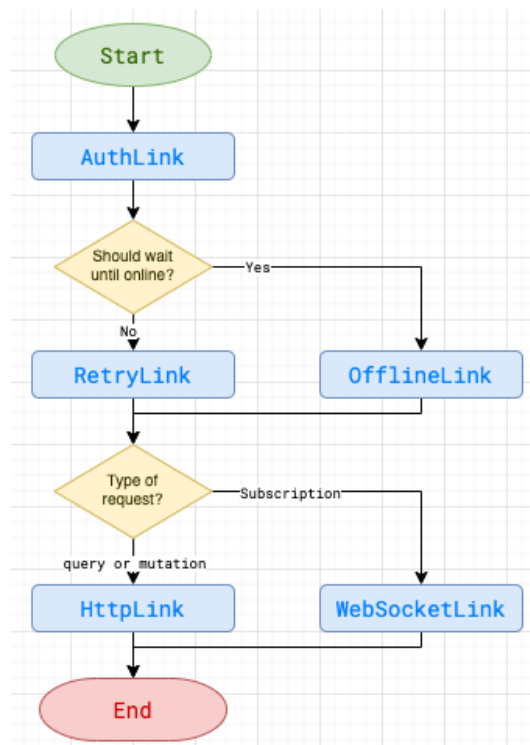 Start
AuthLink
Should wait
until online?
Yes
No
RetryLink
OfflineLink
Type of
request?
Subscription
query or mutation
HttpLink
WebSocketLink
End